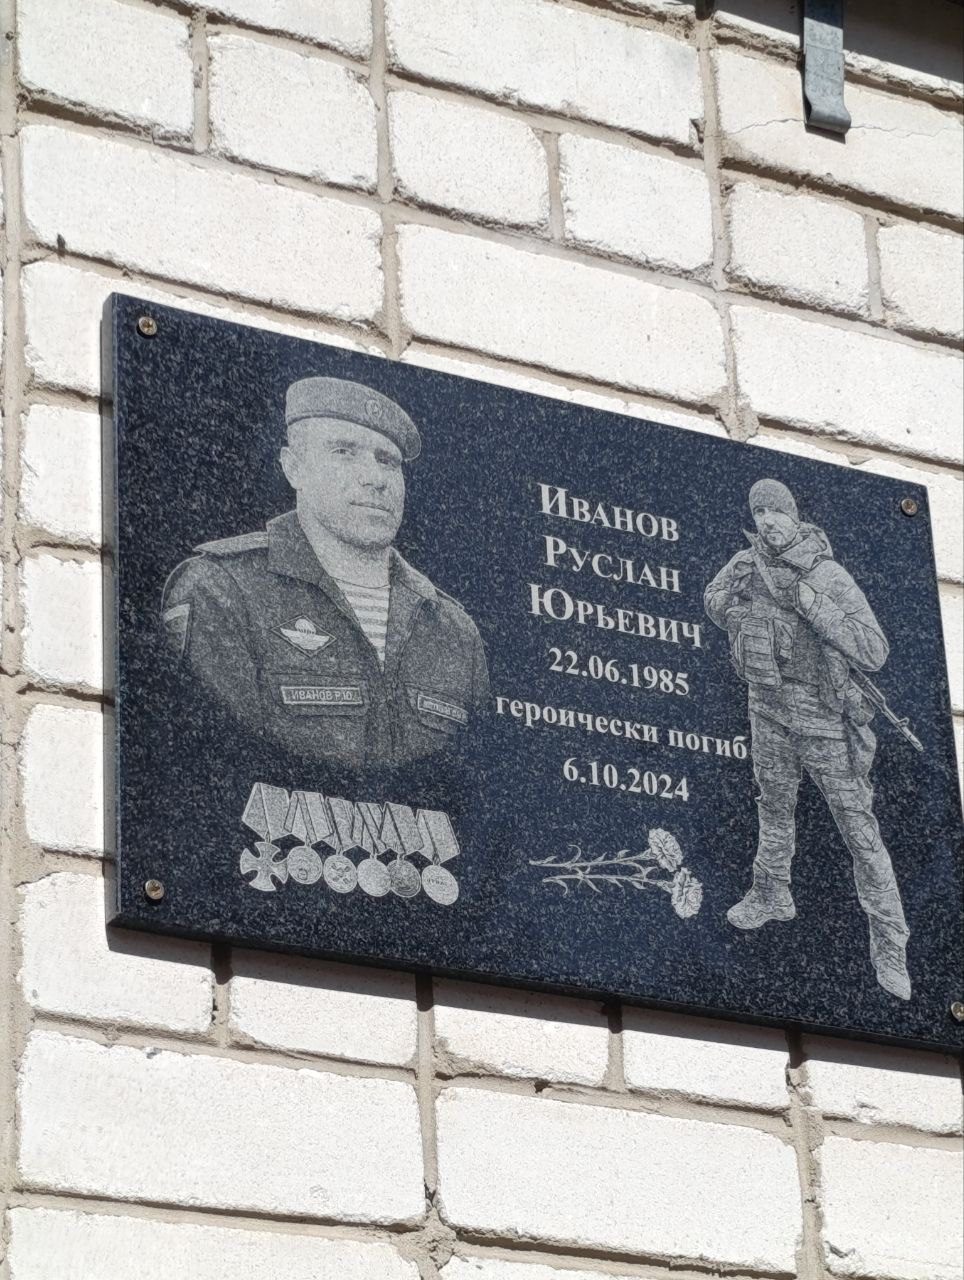 Иванов
Руслан
Юрьевич
22.06.1985
героически погиб
6.10.2024
ИВАНОВ Р.Ю.